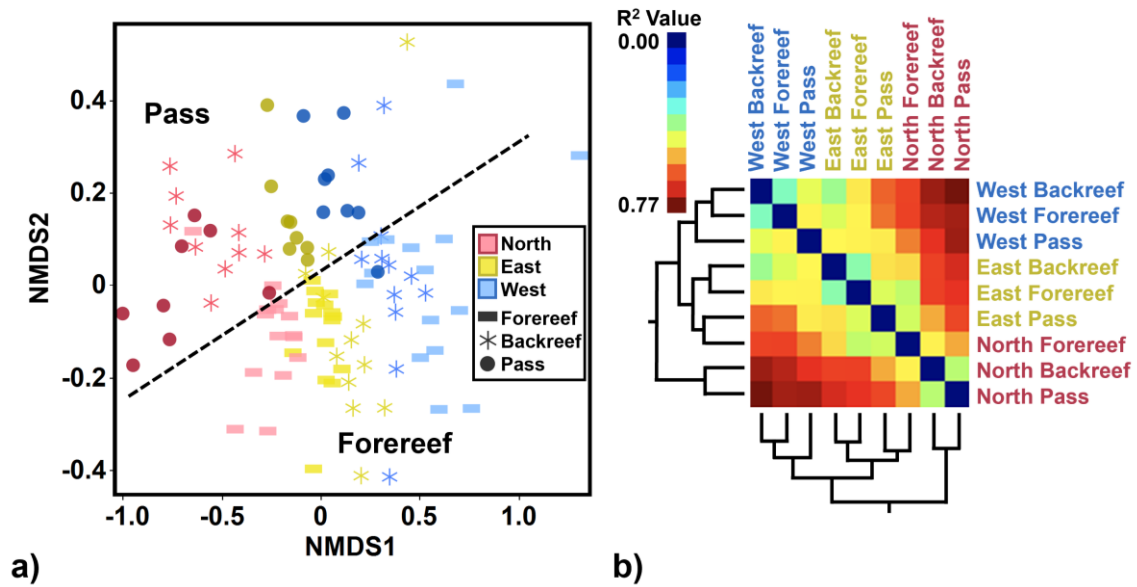 0.4
0.2
0
-0.2
-0.4
NMDS2
-1.0 -0.5 0 0.5 1.0
NMDS1
Pass
Forereef
North
East
West
Forereef
Backreef
Pass
a)
b)
R² Value
0.00
0.77
West Backreef
West Forereef
West Pass
East Backreef
East Forereef
East Pass
North Forereef
North Backreef
North Pass
West Backreef
West Forereef
West Pass
East Backreef
East Forereef
East Pass
North Forereef
North Backreef
North Pass